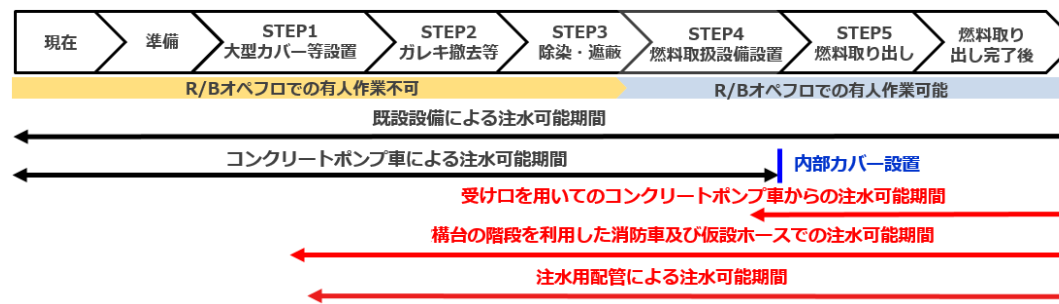 現在
準備
STEP1
大型カバー等設置
STEP2
ガレキ撤去等
STEP3
除染・遮蔽
STEP4
燃料取扱設備設置
STEP5
燃料取り出し
燃料取り
出し完了後
R/Bオペフロでの有人作業不可
R/Bオペフロでの有人作業可能
既設設備による注水可能期間
コンクリートポンプ車による注水可能期間
内部カバー設置
受け口を用いてのコンクリートポンプ車からの注水可能期間
構台の階段を利用した消防車及び仮設ホースでの注水可能期間
注水用配管による注水可能期間